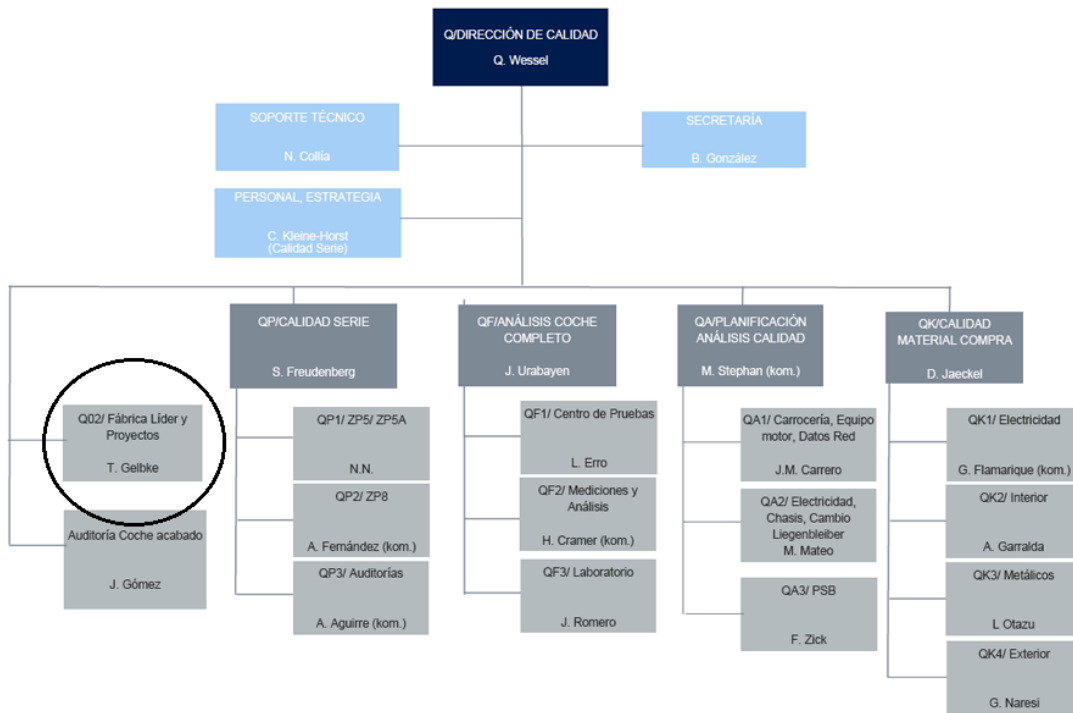 Q/DIRECCIÓN DE CALIDAD
Q. Wessel
SOPORTE TÉCNICO
N. Collía
SECRETARÍA
B. González
PERSONAL, ESTRATEGIA
C. Kleine-Horst
(Calidad Serie)
QP/CALIDAD SERIE
S. Freudenberg
QF/ANÁLISIS COCHE
COMPLETO
J. Urabayen
QA/PLANIFICACIÓN
ANÁLISIS CALIDAD
M. Stephan (kom.)
QK/CALIDAD
MATERIAL COMPRA
D. Jaeckel
Q02/ Fábrica Líder y
Proyectos
T. Gelbke
Auditoría Coche acabado
J. Gómez
QP1/ ZP5/ ZP5A
N.N.
QP2/ ZP8
A. Fernández (kom.)
QP3/ Auditorías
A. Aguirre (kom.)
QF1/ Centro de Pruebas
L. Erro
QF2/ Mediciones y
Análisis
H. Cramer (kom.)
QF3/ Laboratorio
J. Romero
QA1/ Carrocería, Equipo
motor, Datos Red
J.M. Carrero
QA2/ Electricidad,
Chasis, Cambio
Liegenbleiber
M. Mateo
QA3/ PSB
F. Zick
QK1/ Electricidad
G. Flamarique (kom.)
QK2/ Interior
A. Garralda
QK3/ Metálicos
L Otazu
QK4/ Exterior
G. Naresi